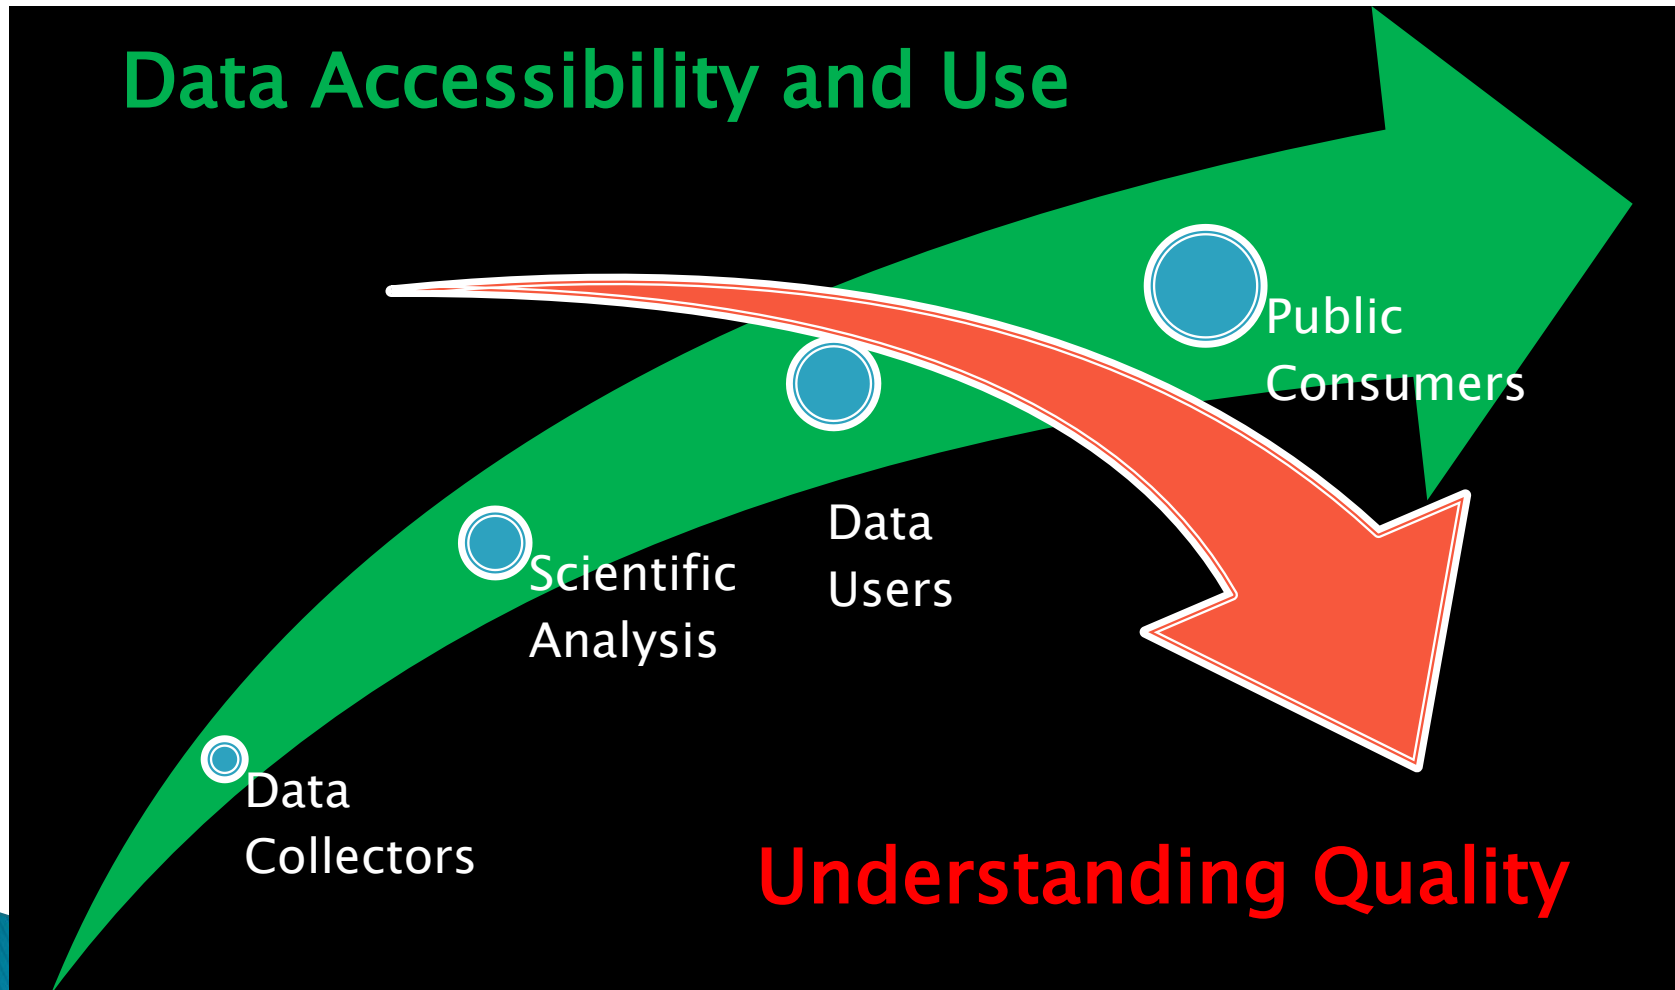 Data Accessibility and Use
Public
Consumers
Data
Users
Scientific
Analysis
Data
Collectors
Understanding Quality